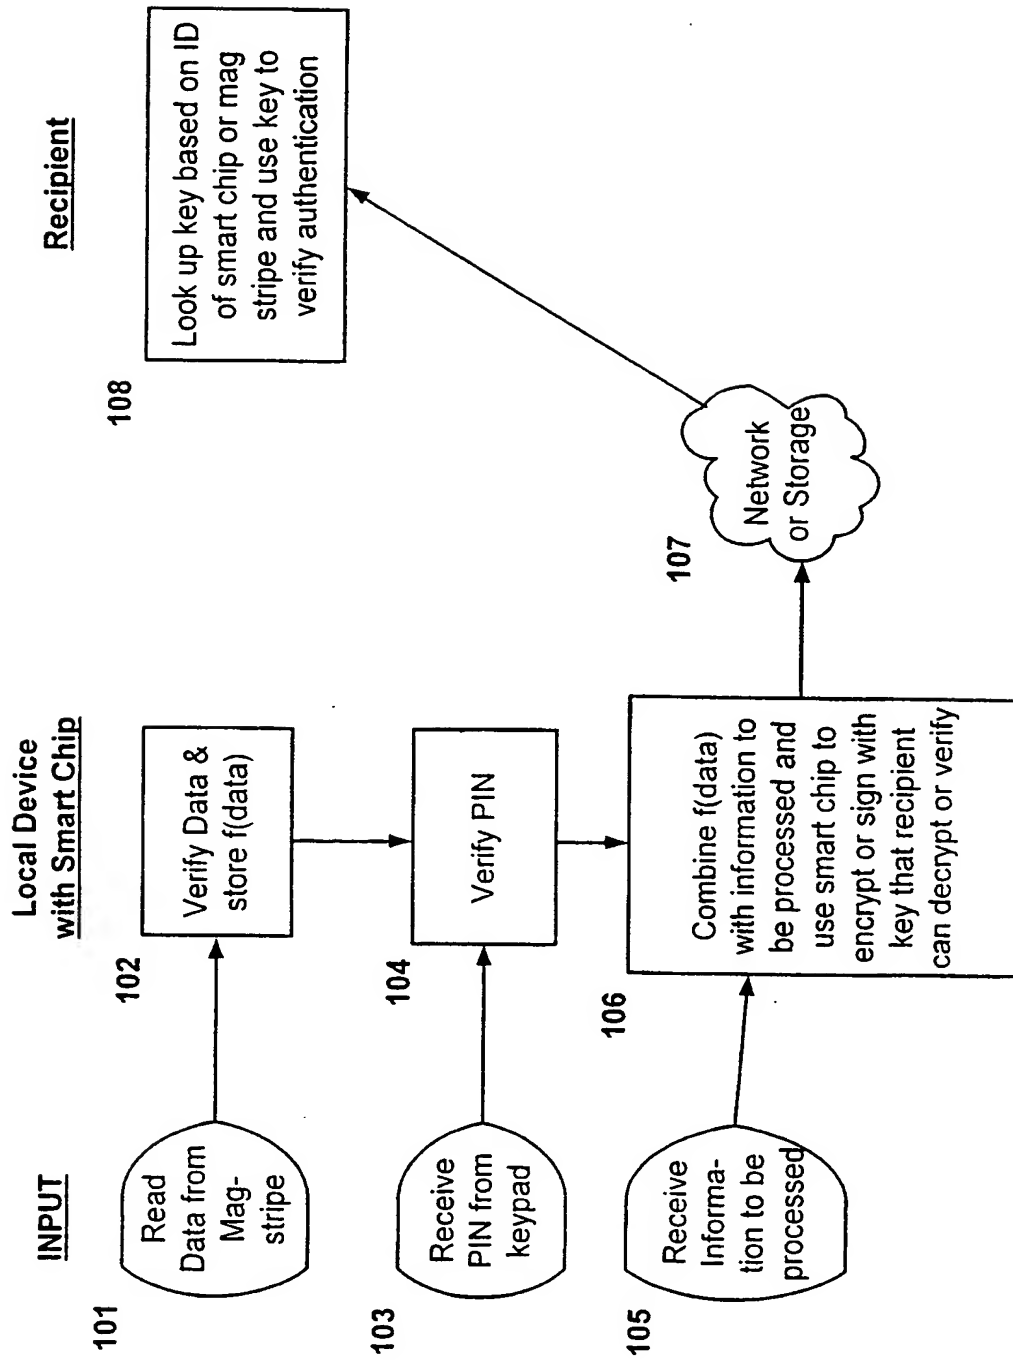 INPUT
Local Device
with Smart Chip
Recipient
101
Read
Data from
Mag-
stripe
102
Verify Data &
store f(data)
103
Receive
PIN from
keypad
104
Verify PIN
105
Receive
Informa-
tion to be
processed
106
Combine f(data)
with information to
be processed and
use smart chip to
encrypt or sign with
key that recipient
can decrypt or verify
107
Network
or Storage
108
Look up key based on ID
of smart chip or mag
stripe and use key to
verify authentication